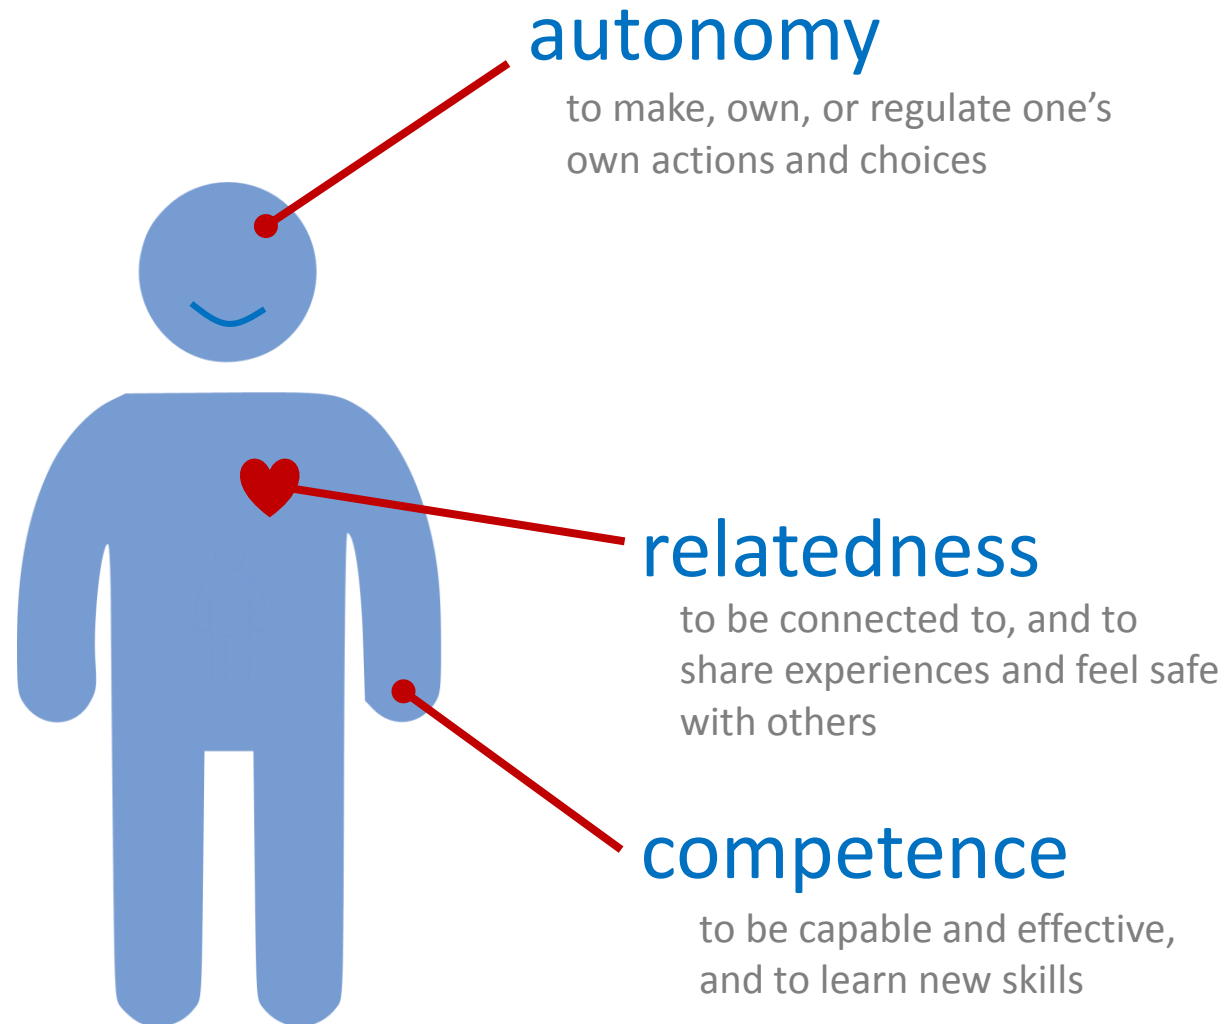 autonomy
to make, own, or regulate one’s
own actions and choices
relatedness
to be connected to, and to
share experiences and feel safe
with others
competence
to be capable and effective,
and to learn new skills